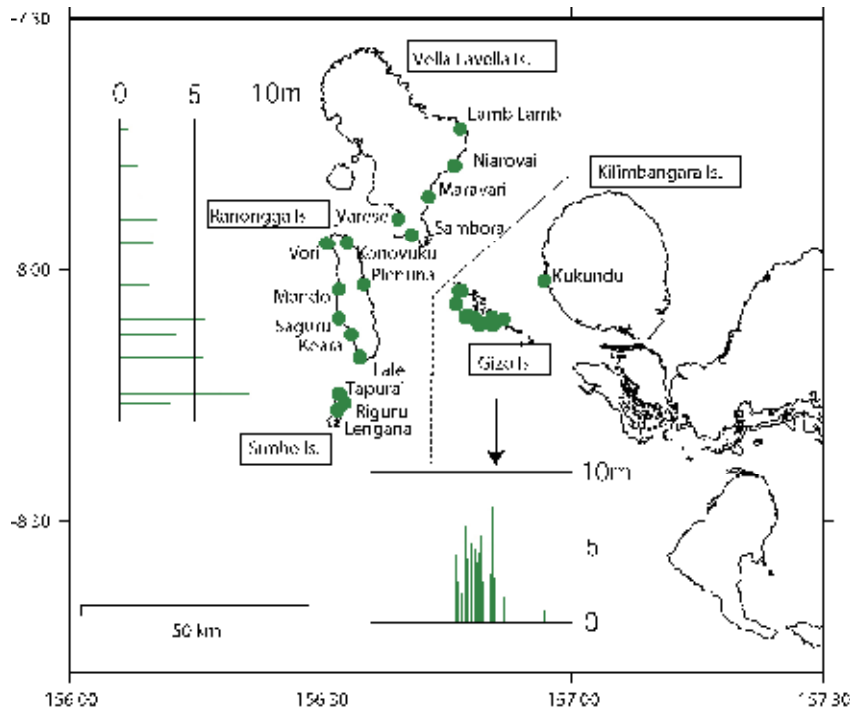 -7 30
Vella Lavella Is.
0 5 10m
Lamb Lamb
Niarovai
Kilimbangara Is.
Maravari
Ranongga Is.
Varese
Sambora
Vori
Konovuku
-8 00
Pienuna
Kukundu
Mondo
Saguru
Keara
Gizo Is.
Lale
Tapurai
Riguru
Lengana
Simbo Is.
10m
-8 30
5
0
50 km
156 00
156 30
157 00
157 30